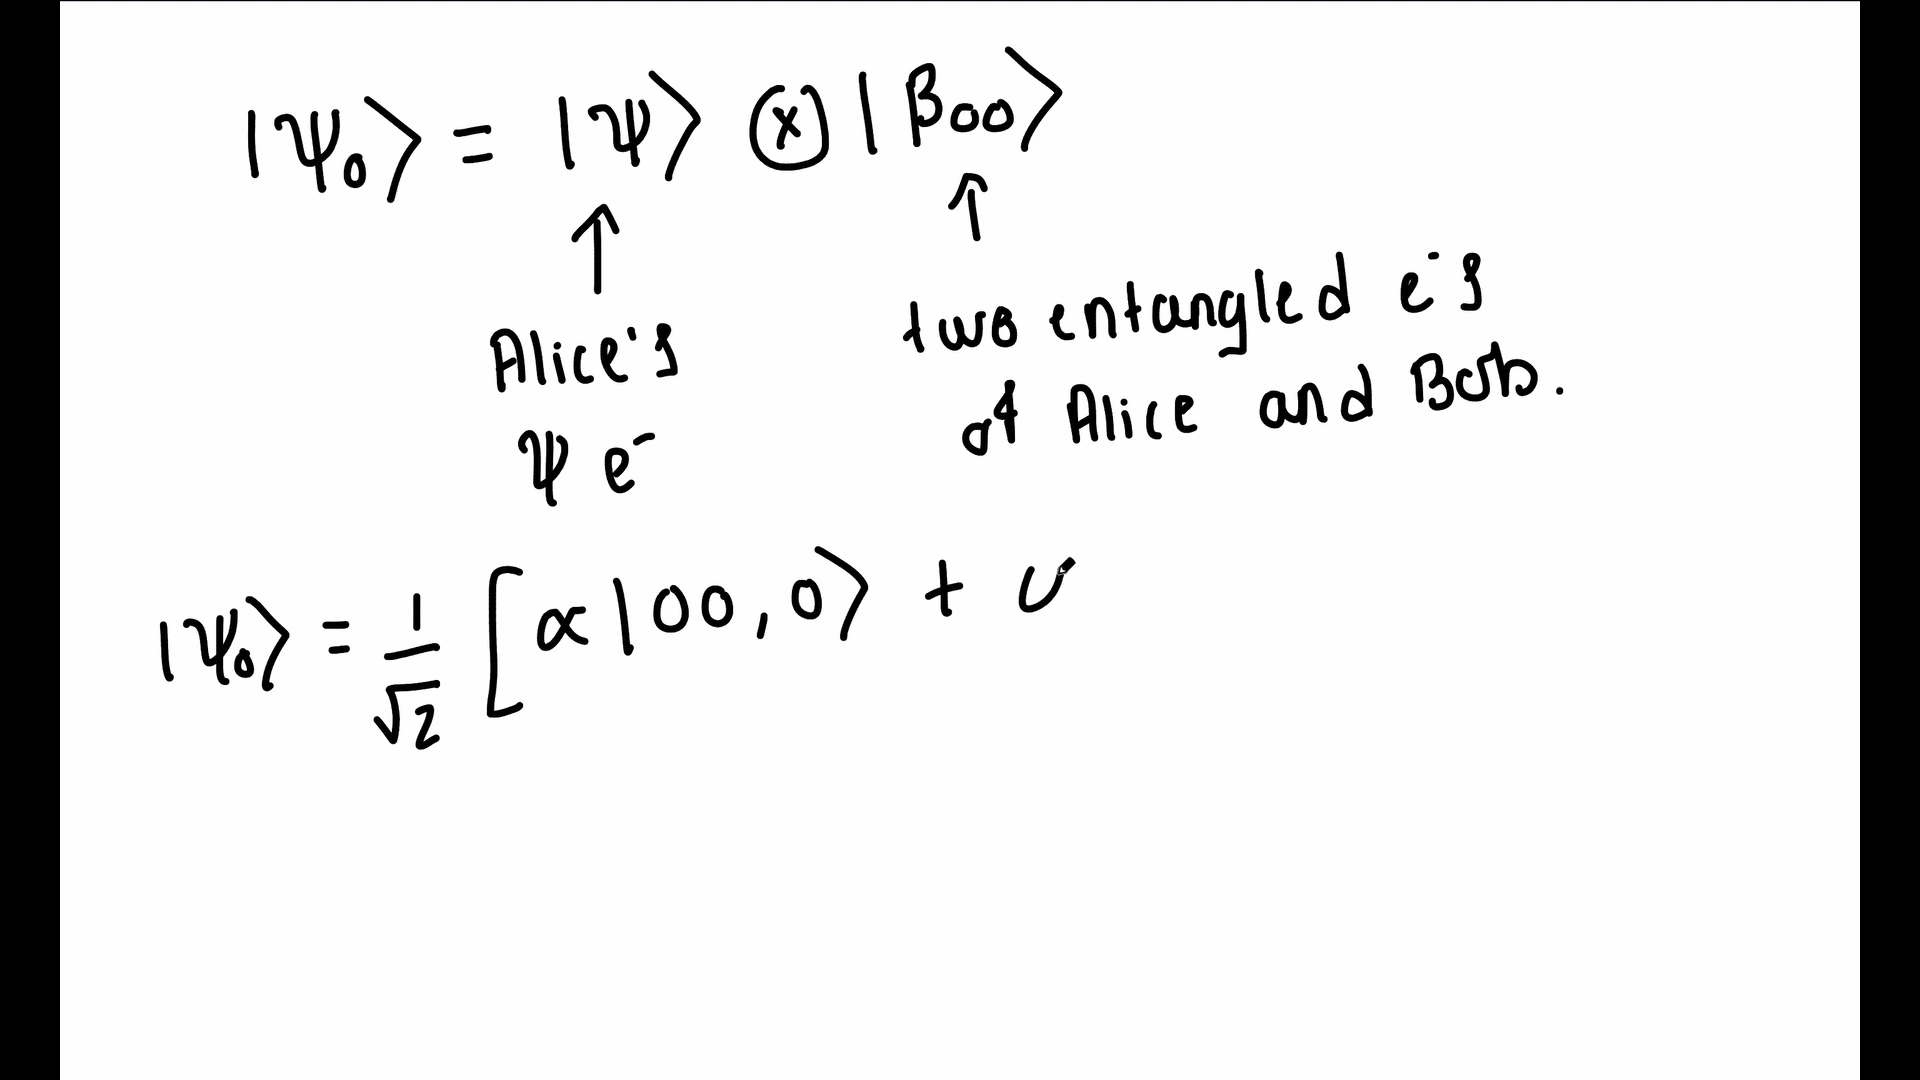 |ψ₀⟩ = |ψ⟩ ⊗ |β₀₀⟩
↑ ↑
Alice's
ψ e⁻
two entangled e⁻s
of Alice and Bob.
|ψ₀⟩ = 1/√2 [α|00,0⟩ +